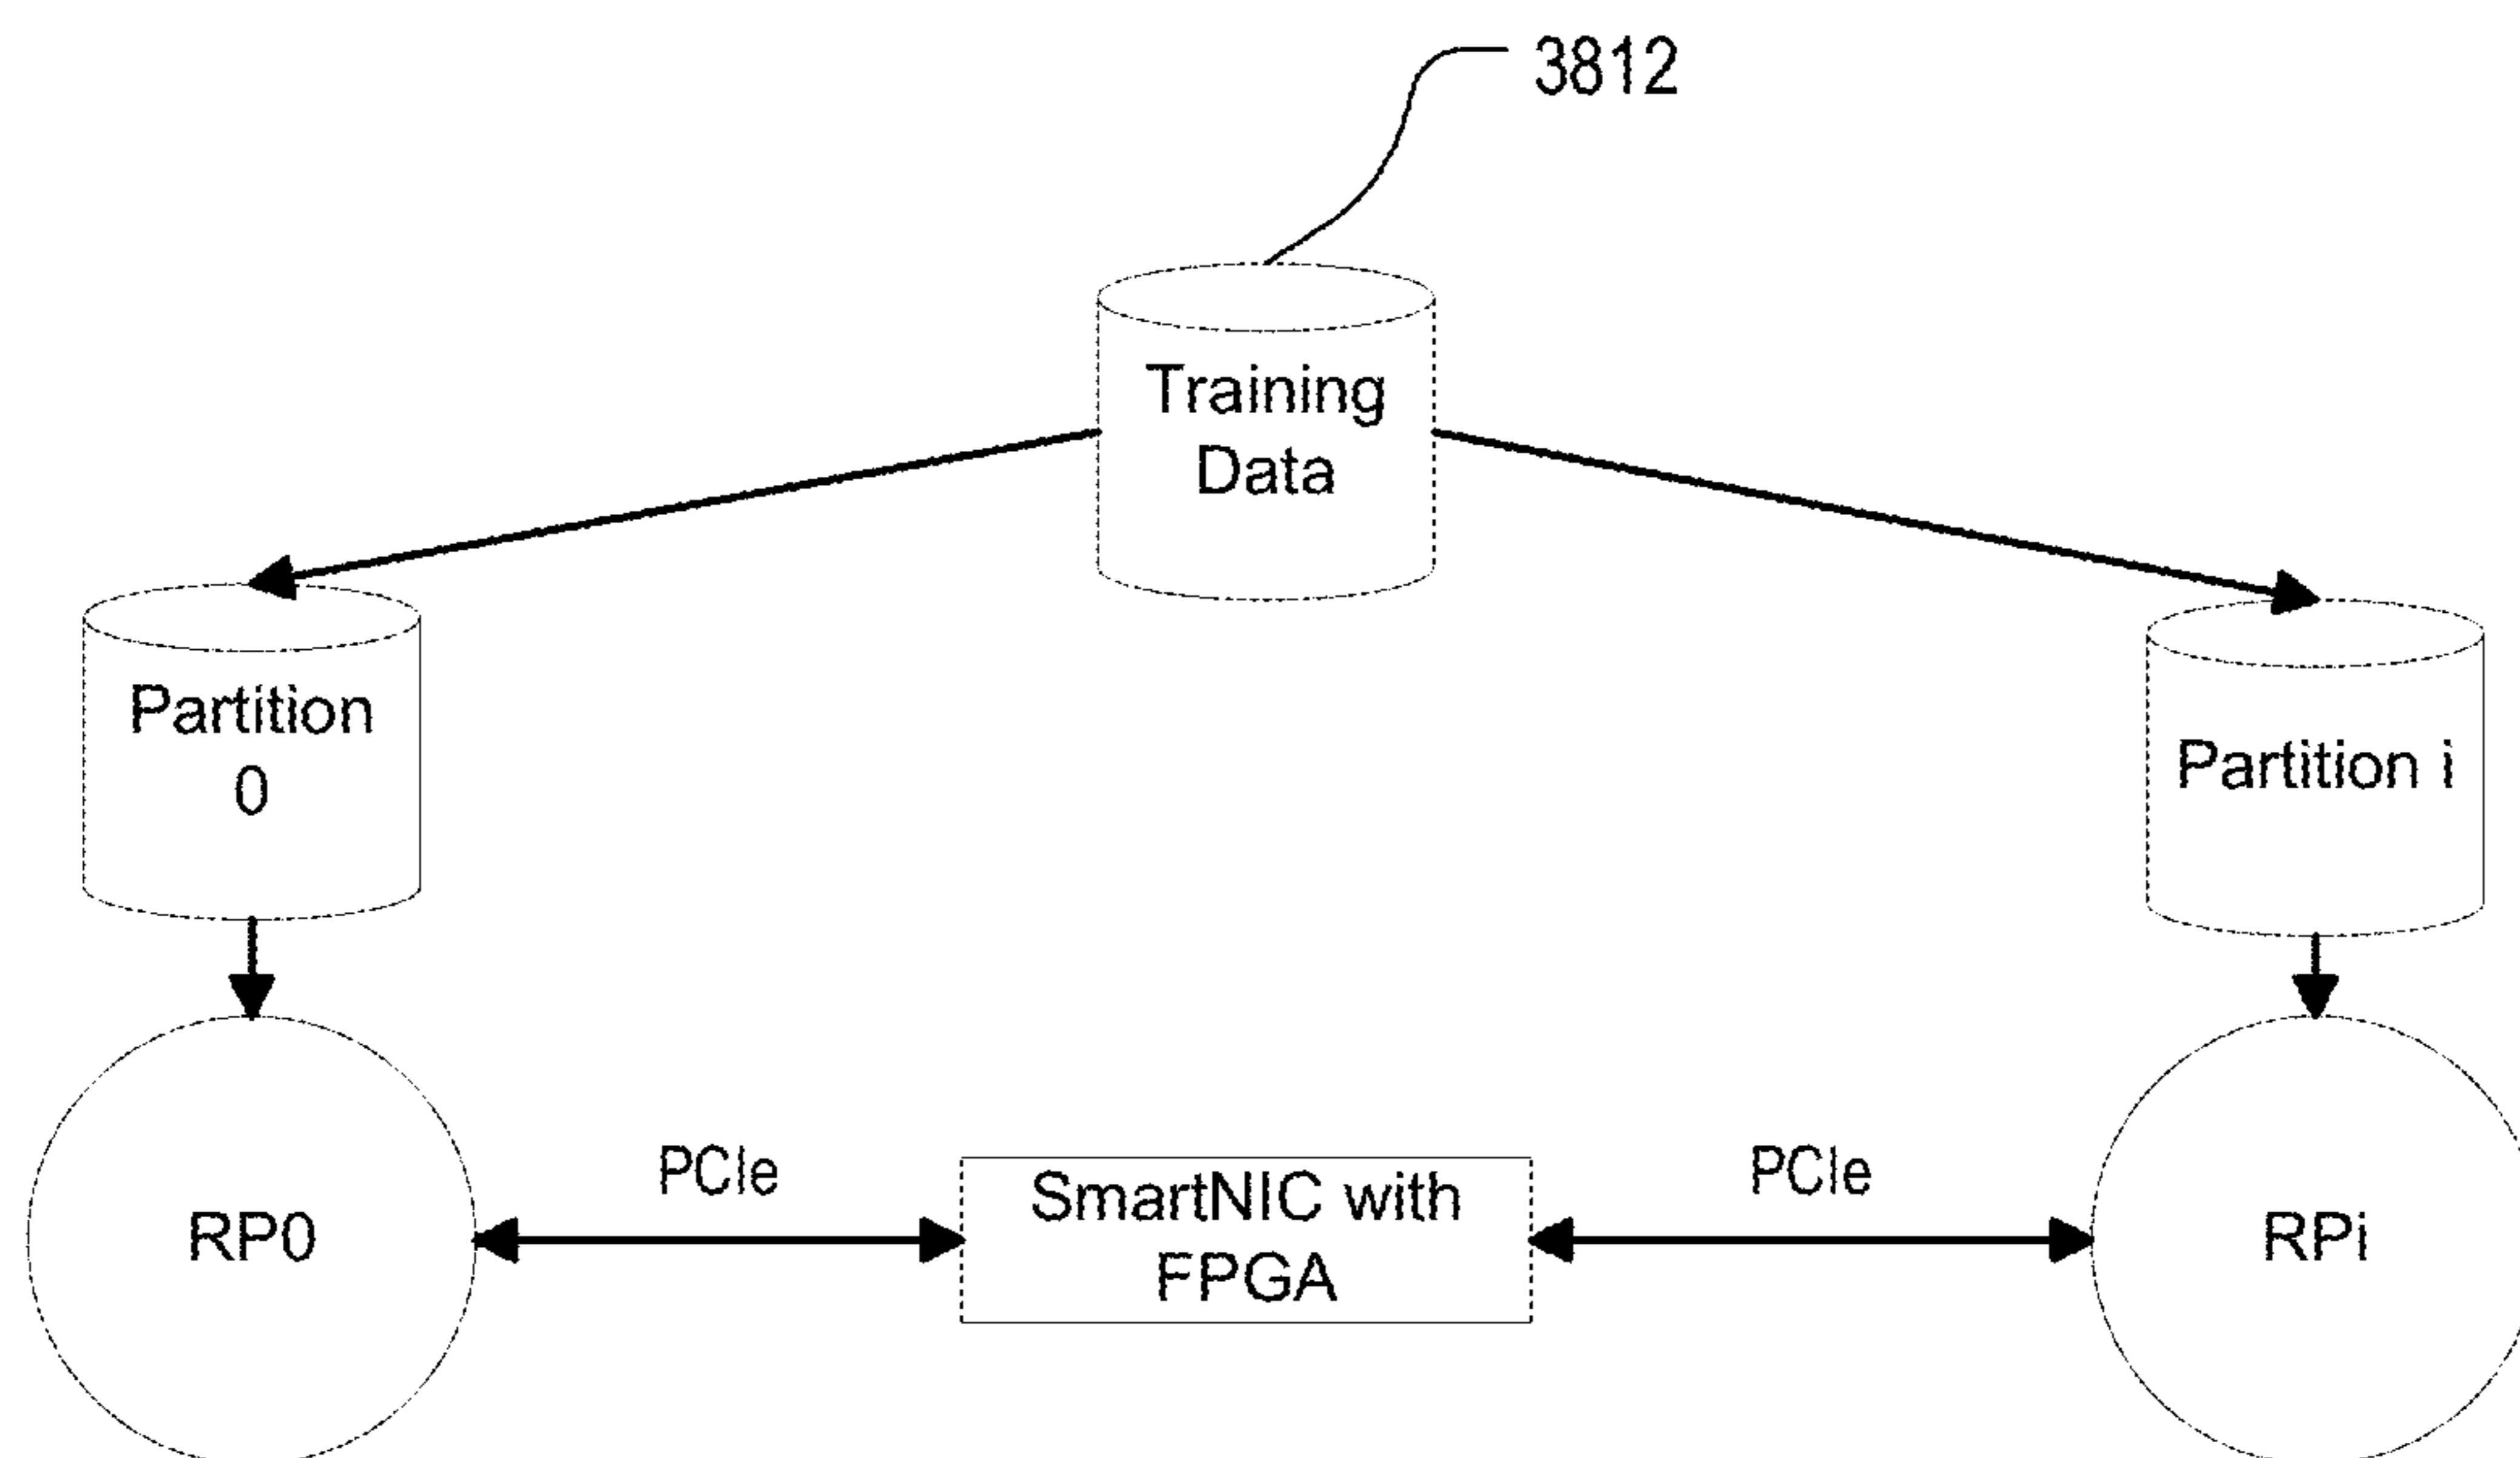 3812
Training
Data
Partition
0
Partition i
PCIe
PCIe
SmartNIC with
FPGA
RP0
RPi